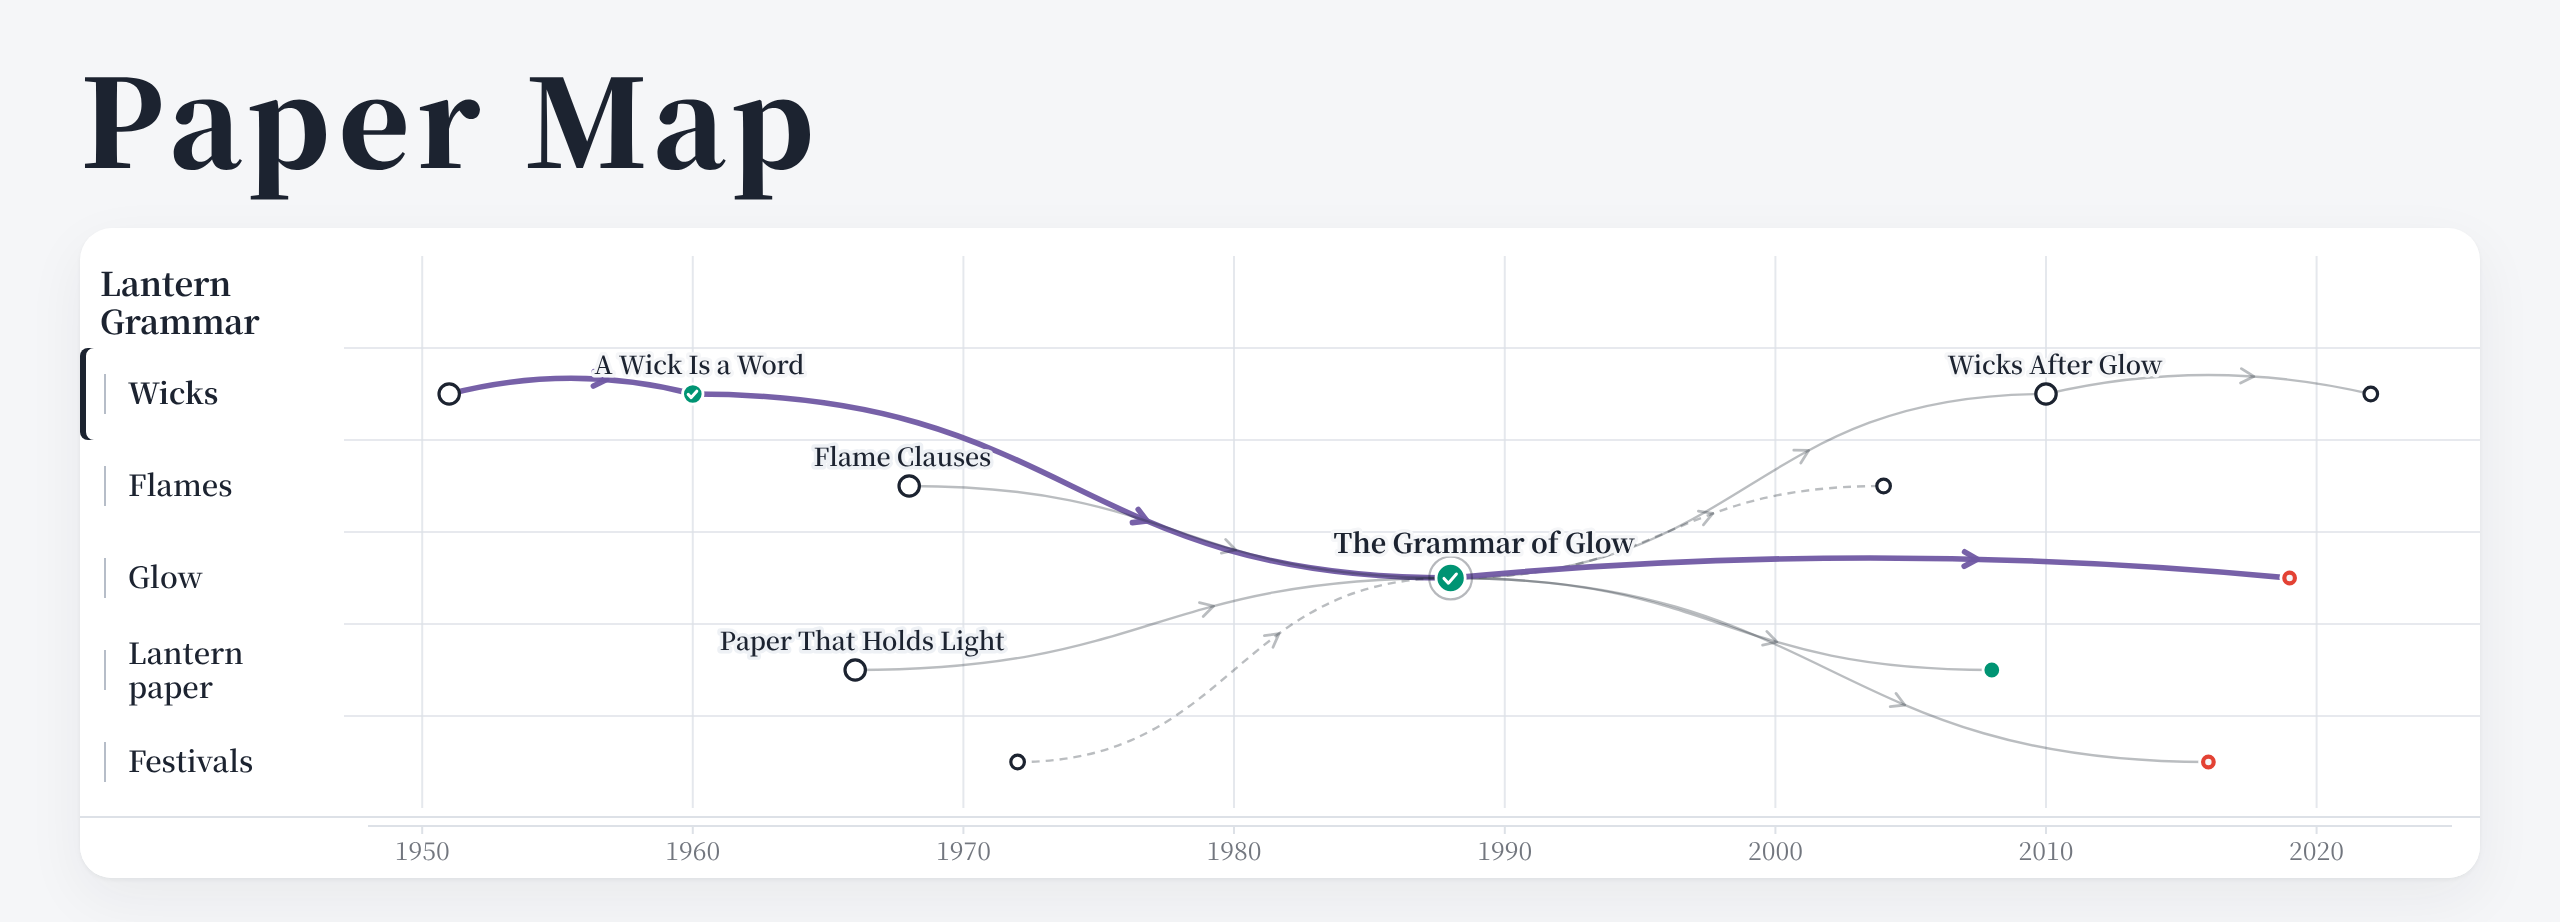 Paper Map
Lantern
Grammar
Wicks
A Wick Is a Word
Wicks After Glow
Flames
Flame Clauses
Glow
The Grammar of Glow
Lantern
paper
Paper That Holds Light
Festivals
1950 1960 1970 1980 1990 2000 2010 2020